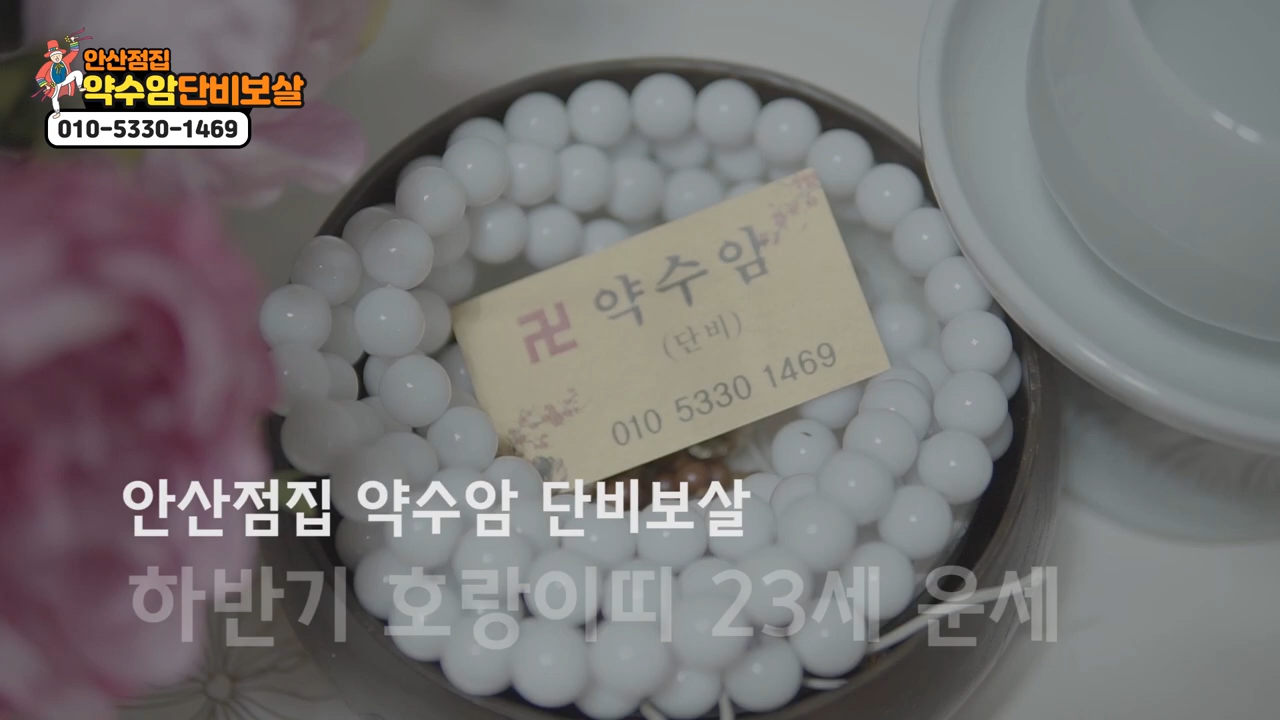 안산점집
약수암단비보살
010-5330-1469
卍 약수암
(단비)
010 5330 1469
안산점집 약수암 단비보살
하반기 호랑이띠 23세 운세